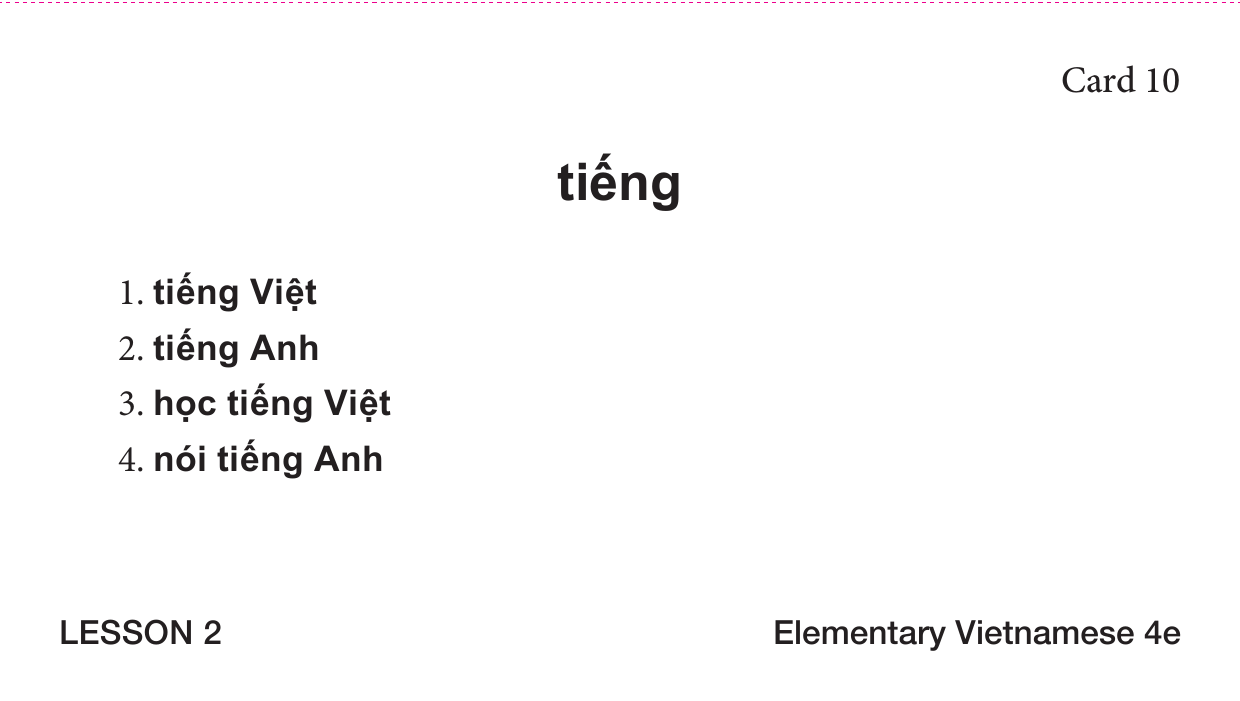 Card 10
tiếng
1. tiếng Việt
2. tiếng Anh
3. học tiếng Việt
4. nói tiếng Anh
LESSON 2
Elementary Vietnamese 4e